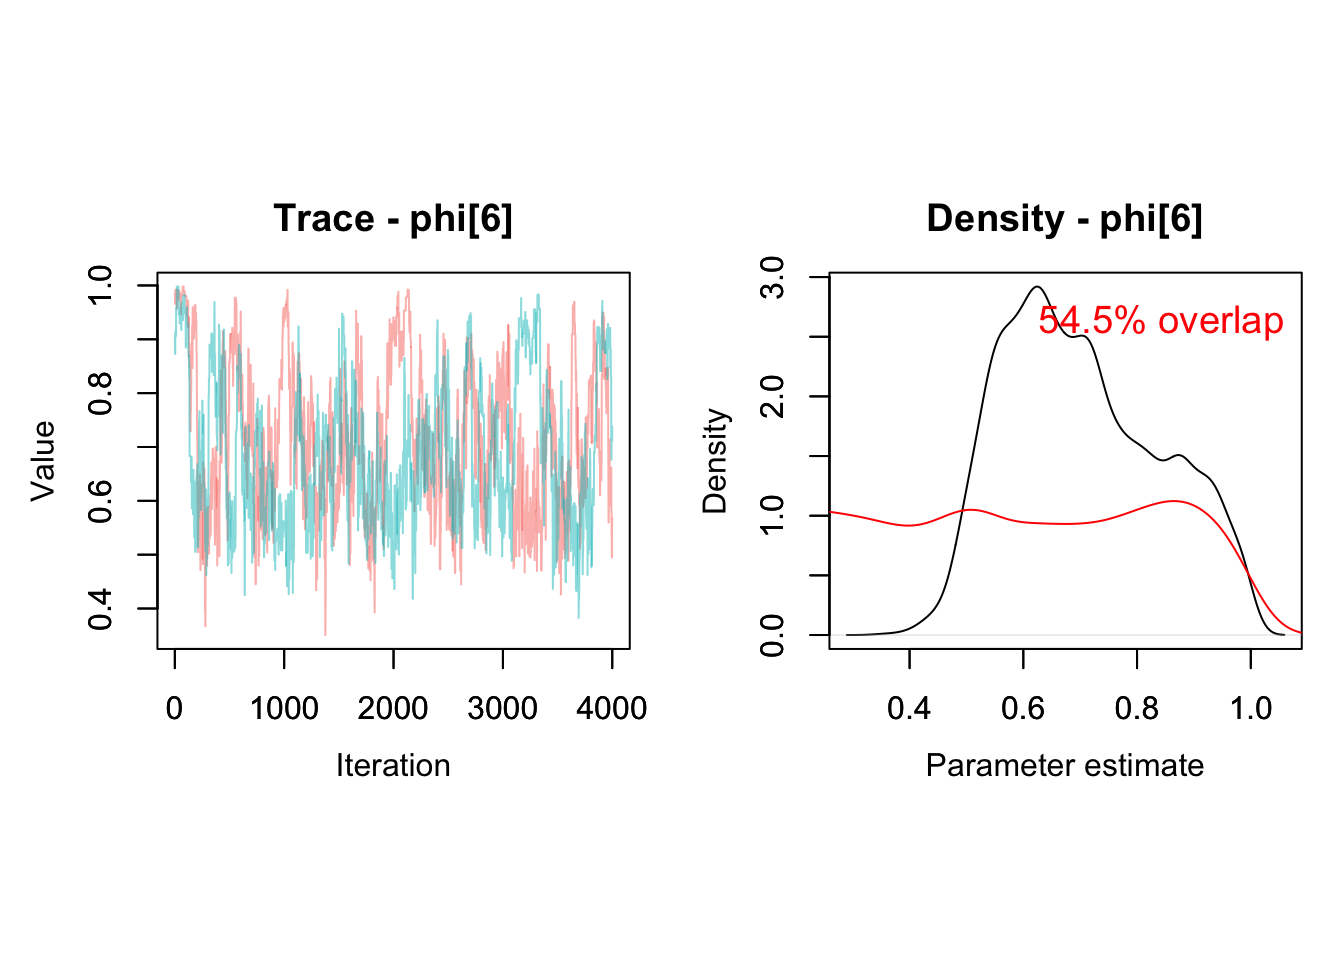 Trace - phi[6]
Value
1.0
0.8
0.6
0.4
0 1000 2000 3000 4000
Iteration
Density - phi[6]
54.5% overlap
Density
3.0
2.0
1.0
0.0
0.4 0.6 0.8 1.0
Parameter estimate